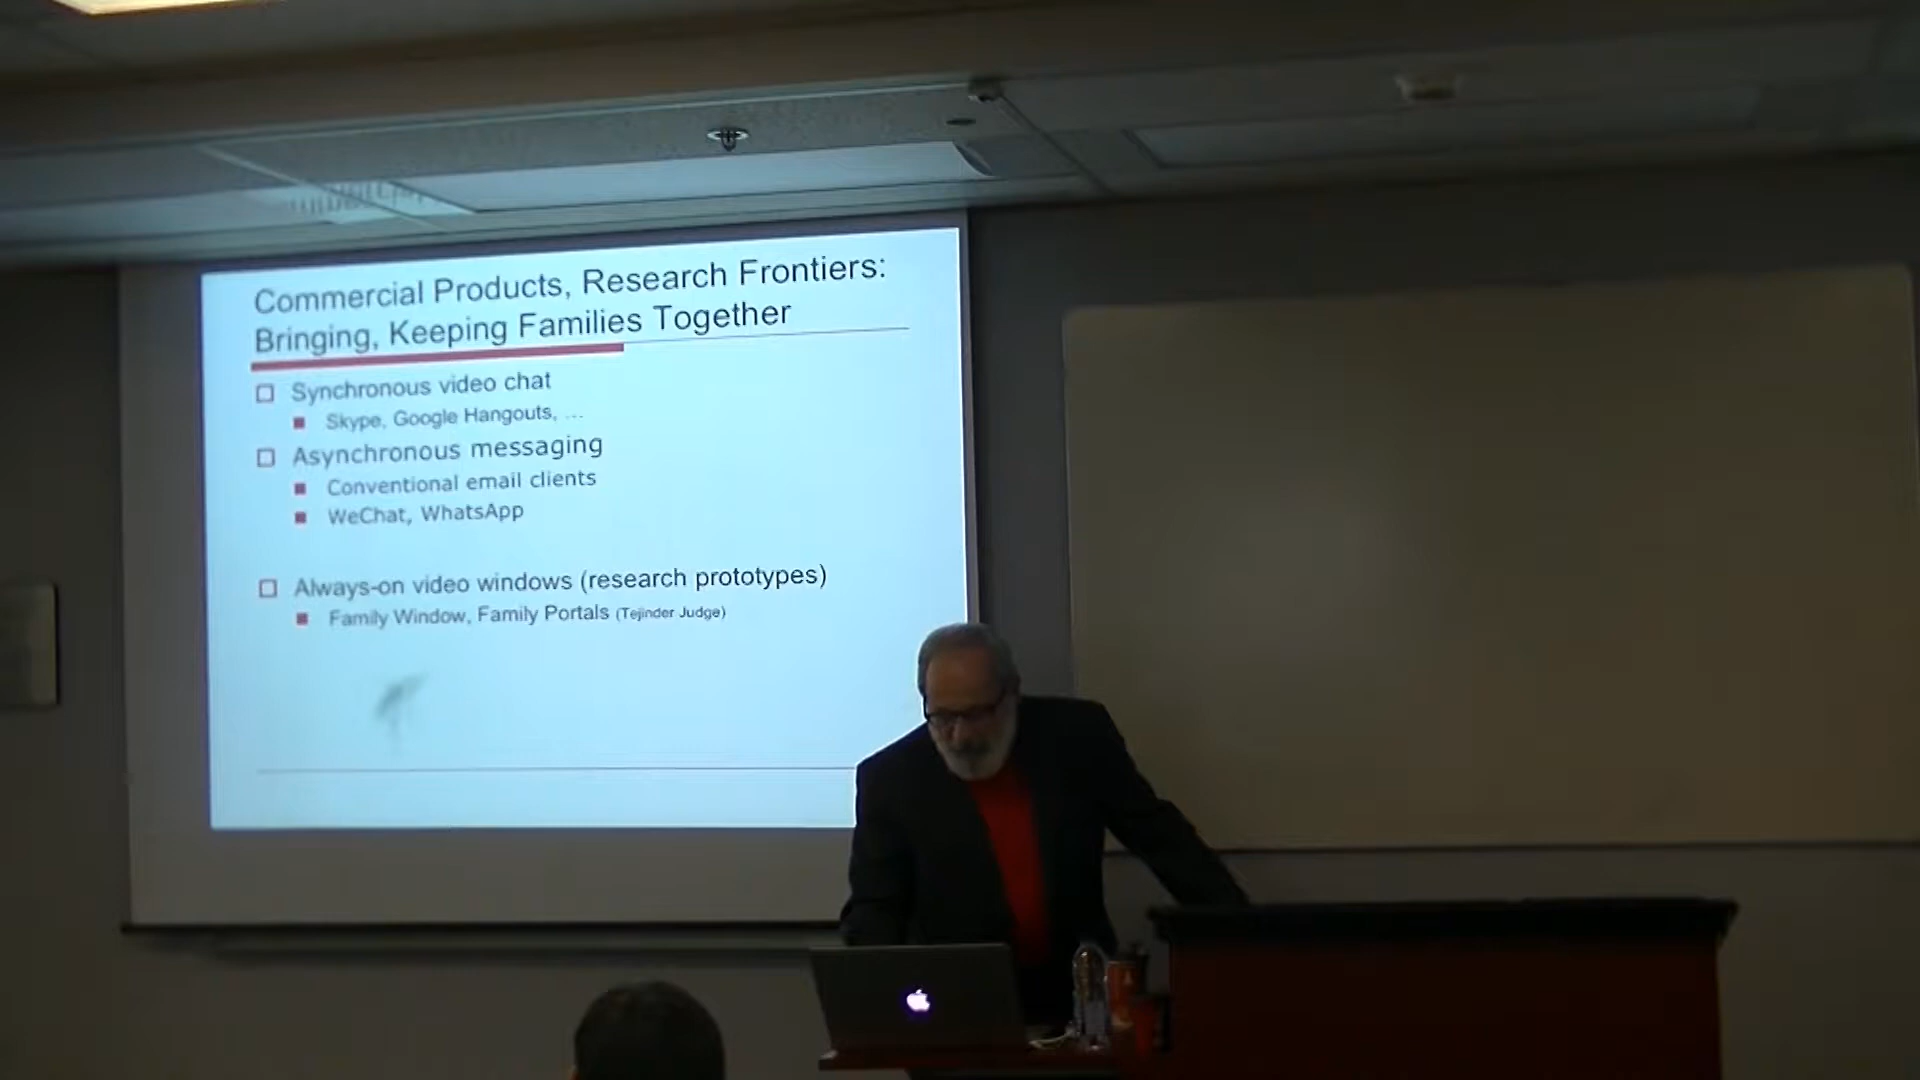 Commercial Products, Research Frontiers:
Bringing, Keeping Families Together
Synchronous video chat
Skype, Google Hangouts, ...
Asynchronous messaging
Conventional email clients
WeChat, WhatsApp
Always-on video windows (research prototypes)
Family Window, Family Portals (Tejinder Judge)